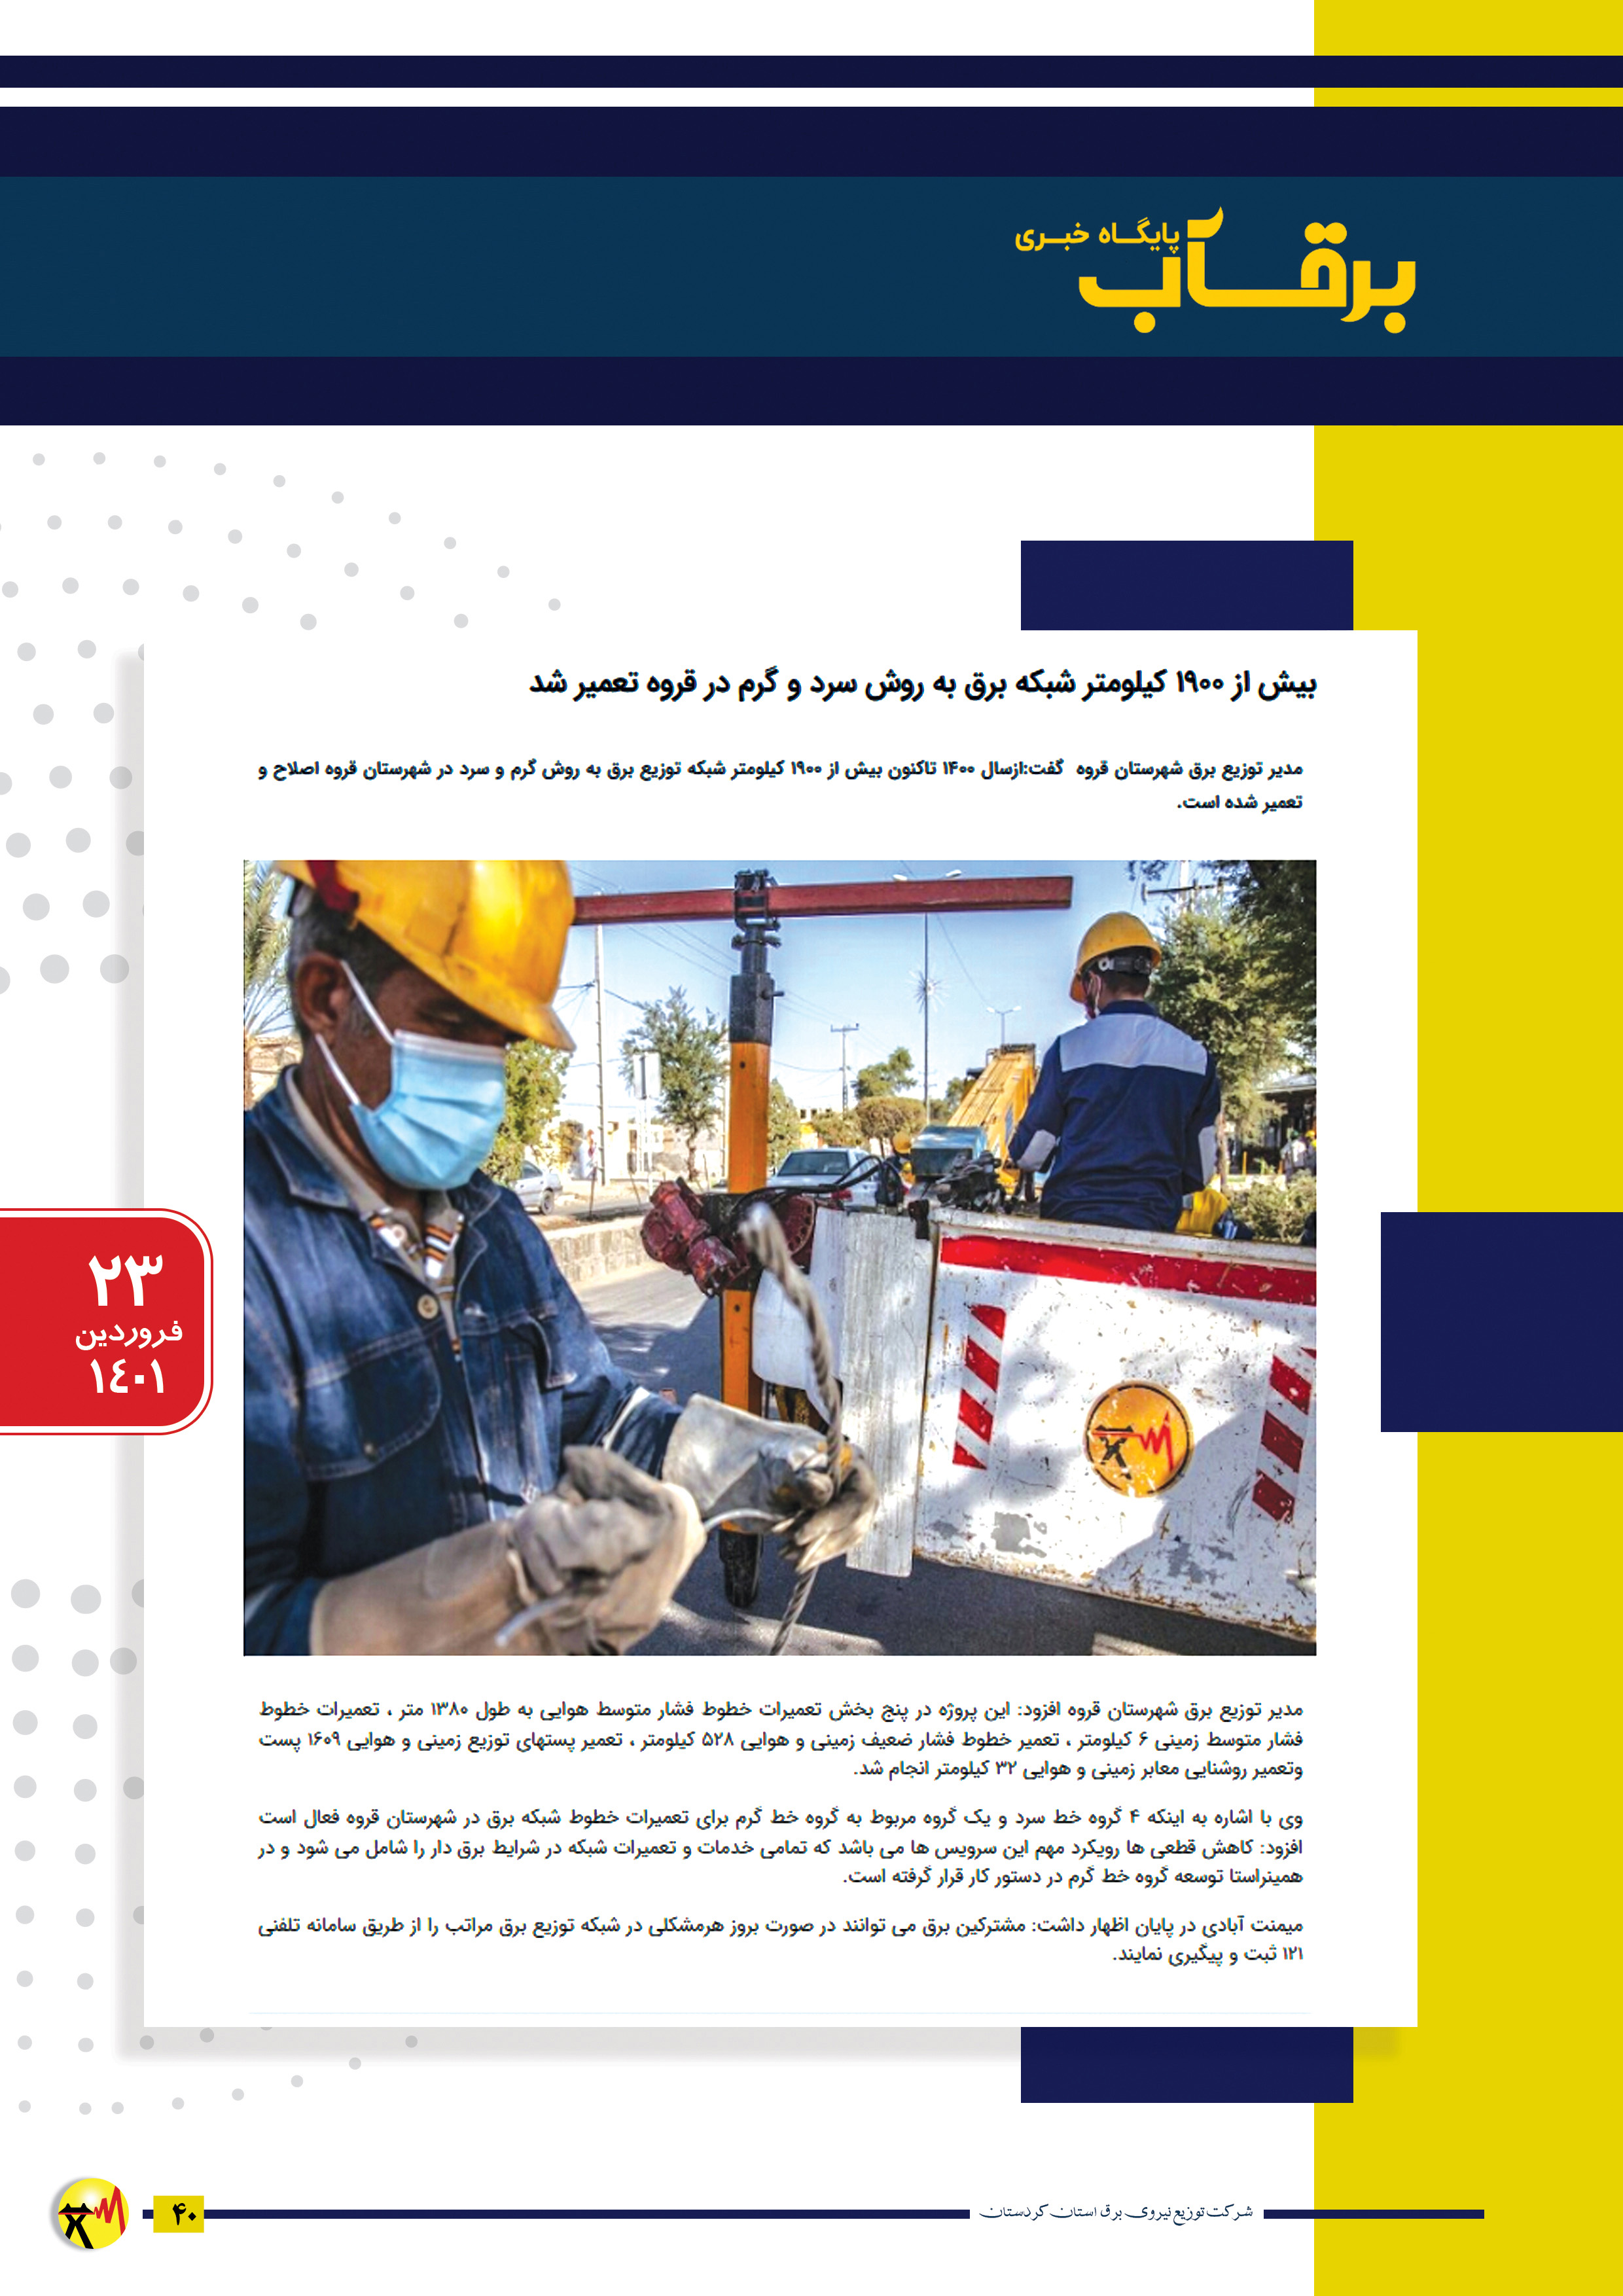 پایگاه خبری
برقآب
بیش از ۱۹۰۰ کیلومتر شبکه برق به روش سرد و گرم در قروه تعمیر شد
مدیر توزیع برق شهرستان قروه گفت:ازسال ۱۴۰۰ تاکنون بیش از ۱۹۰۰ کیلومتر شبکه توزیع برق به روش گرم و سرد در شهرستان قروه اصلاح و
تعمیر شده است.
۲۳
فروردین
١٤٠١
مدیر توزیع برق شهرستان قروه افزود: این پروژه در پنج بخش تعمیرات خطوط فشار متوسط هوایی به طول ۱۳۸۰ متر ، تعمیرات خطوط
فشار متوسط زمینی ۶ کیلومتر ، تعمیر خطوط فشار ضعیف زمینی و هوایی ۵۲۸ کیلومتر ، تعمیر پستهای توزیع زمینی و هوایی ۱۶۰۹ پست
وتعمیر روشنایی معابر زمینی و هوایی ۳۲ کیلومتر انجام شد.
وی با اشاره به اینکه ۴ گروه خط سرد و یک گروه مربوط به گروه خط گرم برای تعمیرات خطوط شبکه برق در شهرستان قروه فعال است
افزود: کاهش قطعی ها رویکرد مهم این سرویس ها می باشد که تمامی خدمات و تعمیرات شبکه در شرایط برق دار را شامل می شود و در
همینراستا توسعه گروه خط گرم در دستور کار قرار گرفته است.
میمنت آبادی در پایان اظهار داشت: مشترکین برق می توانند در صورت بروز هرمشکلی در شبکه توزیع برق مراتب را از طریق سامانه تلفنی
۱۲۱ ثبت و پیگیری نمایند.
شرکت توزیع نیروی برق استان کردستان
۴۰